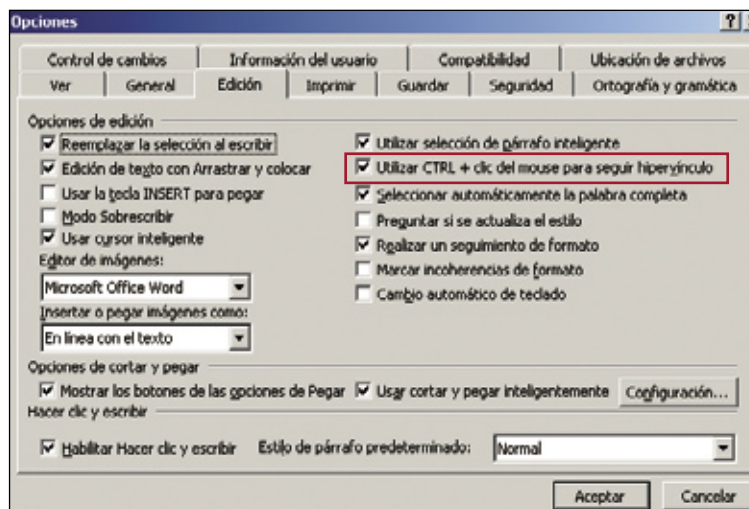 Opciones
Control de cambios Información del usuario Compatibilidad Ubicación de archivos
Ver General Edición Imprimir Guardar Seguridad Ortografía y gramática
Opciones de edición
Reemplazar la selección al escribir
Edición de texto con Arrastrar y colocar
Usar la tecla INSERT para pegar
Modo Sobrescribir
Usar cursor inteligente
Editor de imágenes:
Microsoft Office Word
Insertar o pegar imágenes como:
En línea con el texto
Utilizar selección de párrafo inteligente
Utilizar CTRL + clic del mouse para seguir hipervínculo
Seleccionar automáticamente la palabra completa
Preguntar si se actualiza el estilo
Realizar un seguimiento de formato
Marcar incoherencias de formato
Cambio automático de teclado
Opciones de cortar y pegar
Mostrar los botones de las opciones de Pegar Usar cortar y pegar inteligentemente Configuración...
Hacer clic y escribir
Habilitar Hacer clic y escribir Estilo de párrafo predeterminado: Normal
Aceptar Cancelar